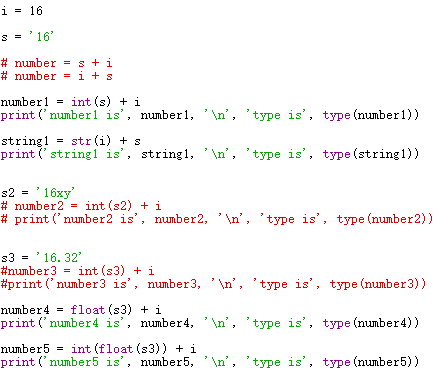 i = 16
s = '16'
# number = s + i
# number = i + s
number1 = int(s) + i
print('number1 is', number1, '\n', 'type is', type(number1))
string1 = str(i) + s
print('string1 is', string1, '\n', 'type is', type(string1))
s2 = '16xy'
# number2 = int(s2) + i
# print('number2 is', number2, '\n', 'type is', type(number2))
s3 = '16.32'
#number3 = int(s3) + i
#print('number3 is', number3, '\n', 'type is', type(number3))
number4 = float(s3) + i
print('number4 is', number4, '\n', 'type is', type(number4))
number5 = int(float(s3)) + i
print('number5 is', number5, '\n', 'type is', type(number5))